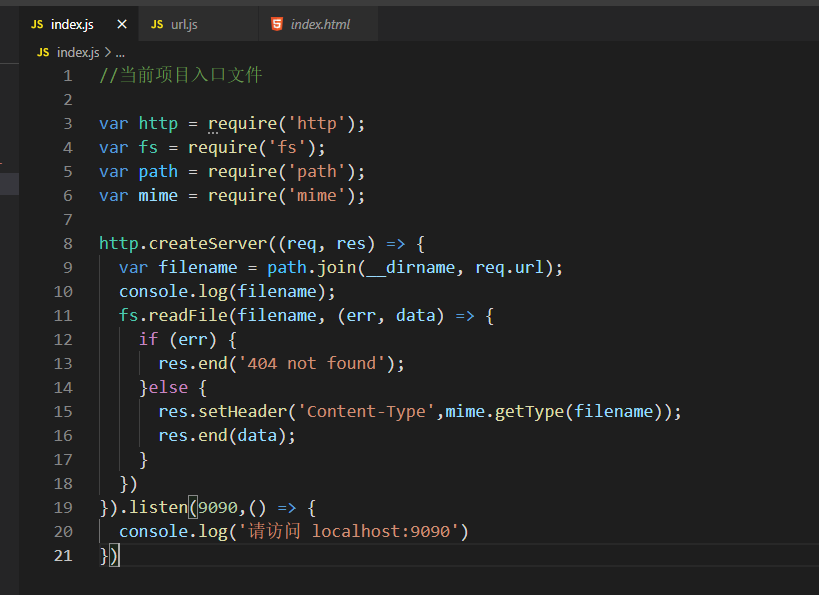 JS index.js × JS url.js index.html
JS index.js > ...
1 //当前项目入口文件
2
3 var http = require('http');
4 var fs = require('fs');
5 var path = require('path');
6 var mime = require('mime');
7
8 http.createServer((req, res) => {
9 var filename = path.join(__dirname, req.url);
10 console.log(filename);
11 fs.readFile(filename, (err, data) => {
12 if (err) {
13 res.end('404 not found');
14 }else {
15 res.setHeader('Content-Type',mime.getType(filename));
16 res.end(data);
17 }
18 })
19 }).listen(9090,() => {
20 console.log('请访问 localhost:9090')
21 })